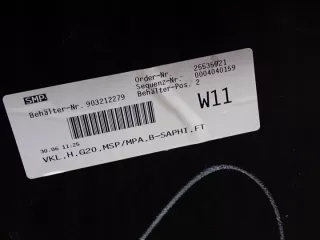 SMP
Order-Nr. 25535921
Sequenz-Nr. 0004040159
Behälter-Nr. 903212279
Behälter-Pos. 2
W11
30.06 11:25
VKL.H.G20.MSP/MPA.B-SAPHI.FT